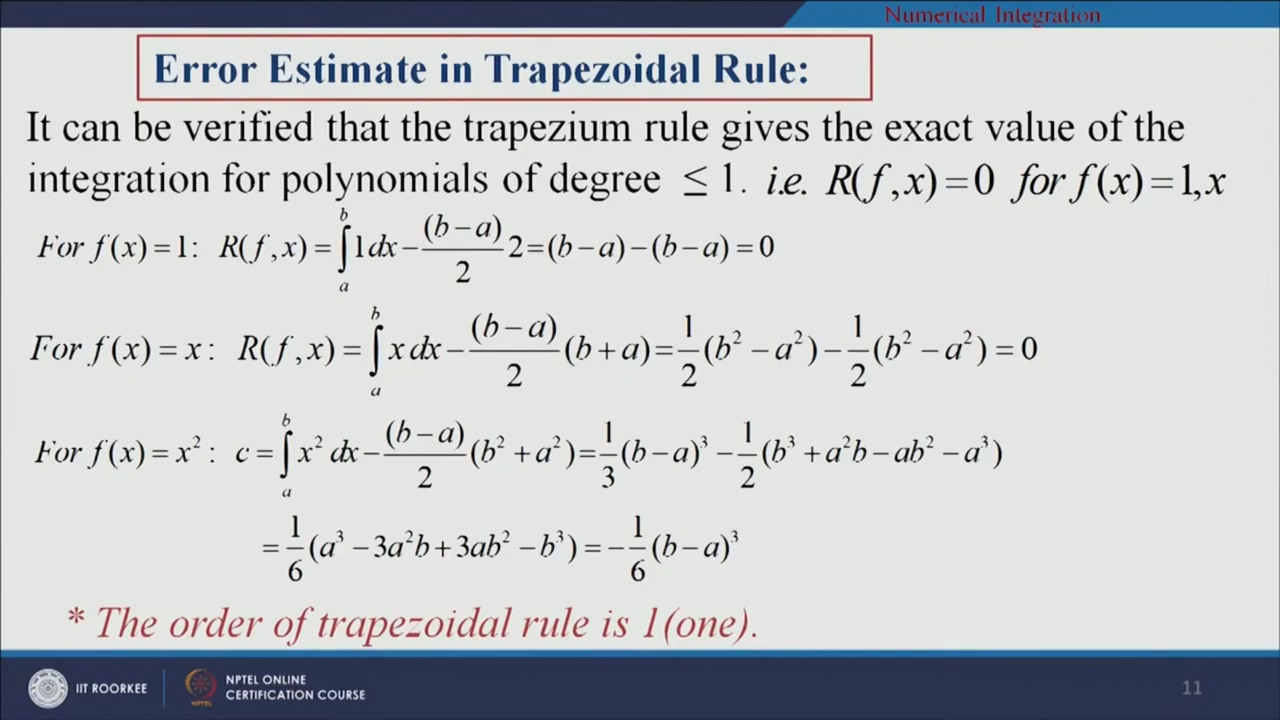 Numerical Integration
Error Estimate in Trapezoidal Rule:
It can be verified that the trapezium rule gives the exact value of the
integration for polynomials of degree ≤ 1. i.e. R(f,x)=0 for f(x)=1,x
For f(x)=1: R(f,x) = ∫_a^b 1 dx − (b−a)/2 2=(b−a)−(b−a)=0
For f(x)=x: R(f,x) = ∫_a^b x dx − (b−a)/2 (b+a)= 1/2 (b²−a²) − 1/2 (b²−a²)=0
For f(x)=x²: c = ∫_a^b x² dx − (b−a)/2 (b²+a²)= 1/3 (b−a)³ − 1/2 (b³+a²b−ab²−a³)
= 1/6 (a³−3a²b+3ab²−b³) = − 1/6 (b−a)³
* The order of trapezoidal rule is 1(one).
IIT ROORKEE
NPTEL
NPTEL ONLINE
CERTIFICATION COURSE
11